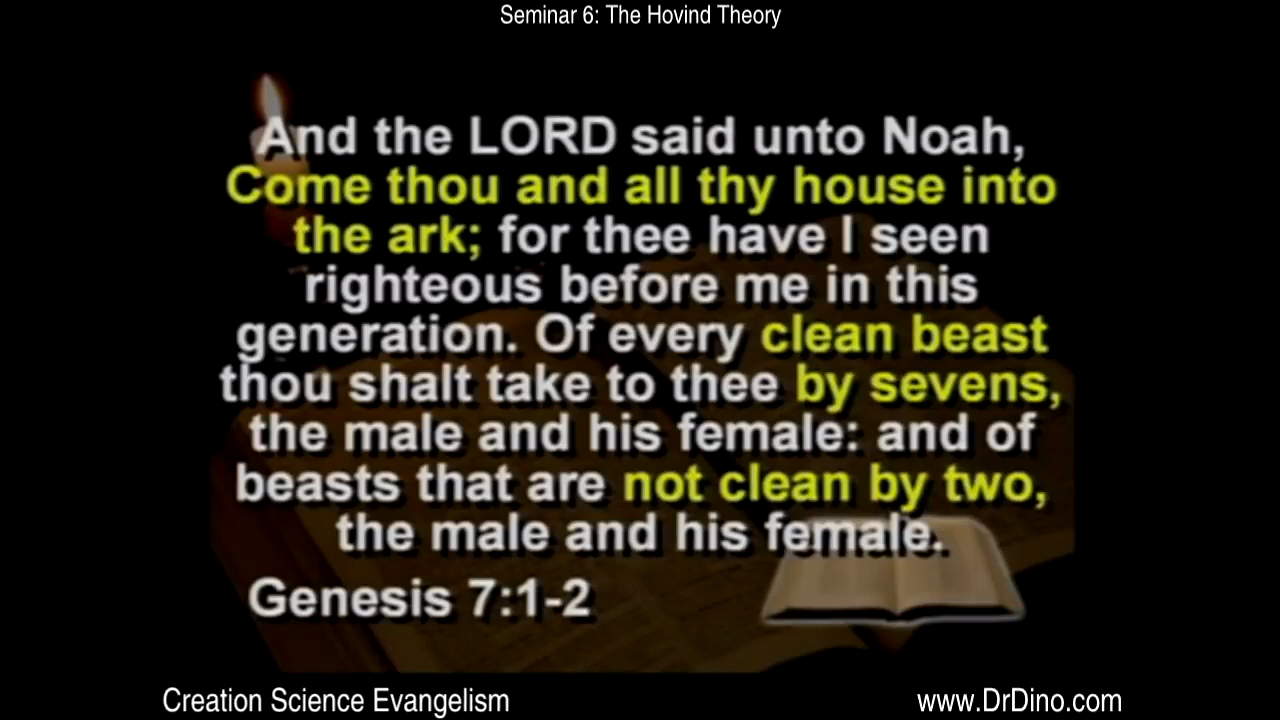 Seminar 6: The Hovind Theory
And the LORD said unto Noah,
Come thou and all thy house into
the ark; for thee have I seen
righteous before me in this
generation. Of every clean beast
thou shalt take to thee by sevens,
the male and his female: and of
beasts that are not clean by two,
the male and his female.
Genesis 7:1-2
Creation Science Evangelism
www.DrDino.com